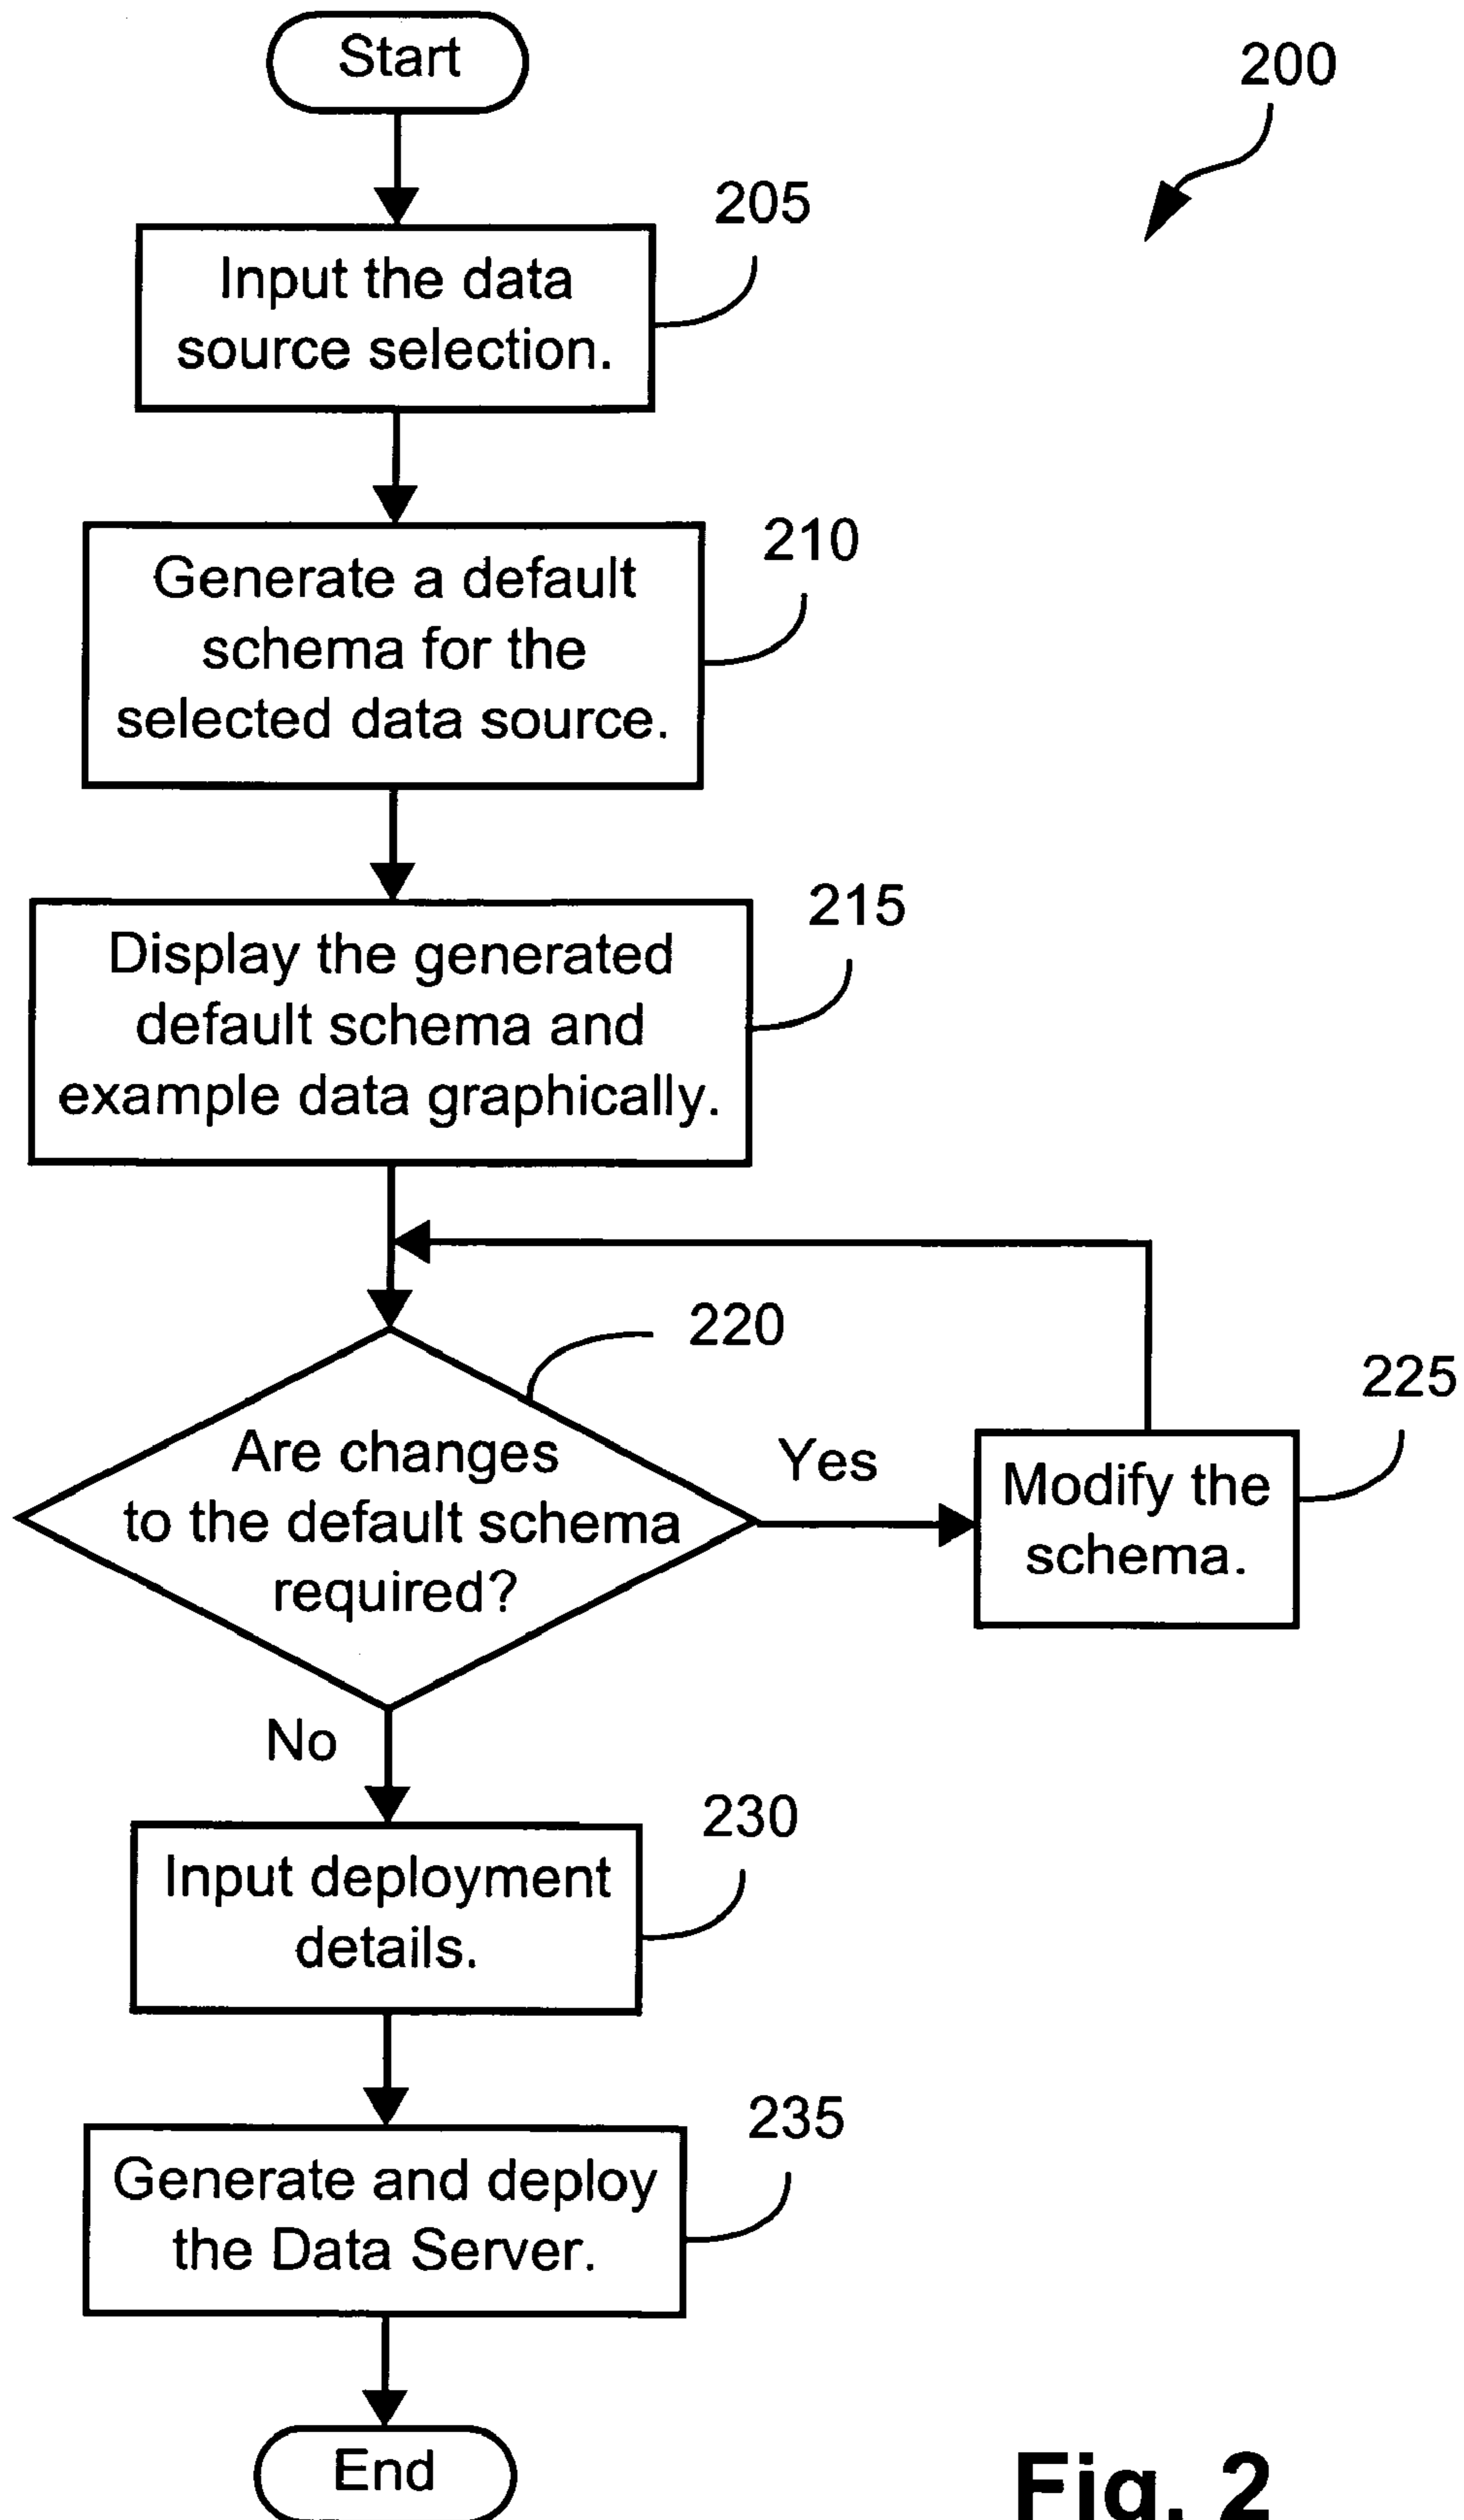 Start
200
205
Input the data
source selection.
210
Generate a default
schema for the
selected data source.
215
Display the generated
default schema and
example data graphically.
220
Are changes
to the default schema
required?
Yes
225
Modify the
schema.
No
230
Input deployment
details.
235
Generate and deploy
the Data Server.
End
Fig. 2